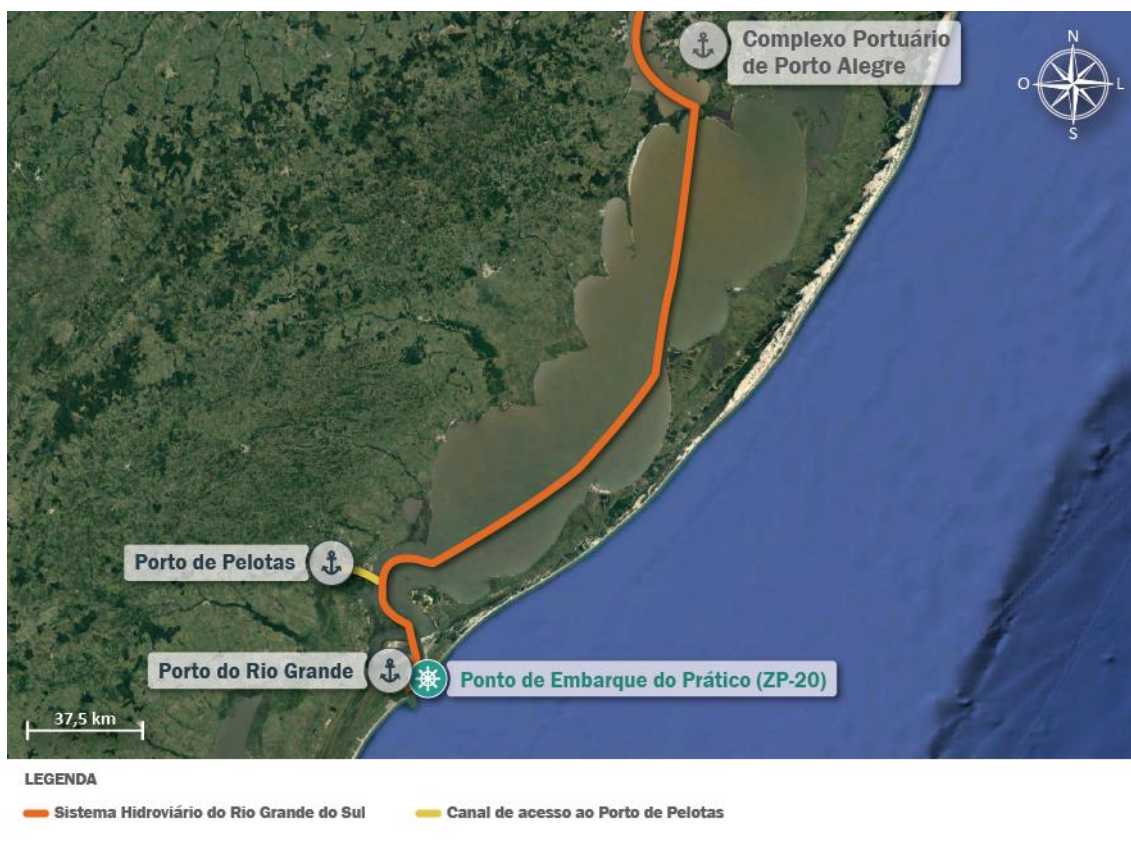 Complexo Portuário
de Porto Alegre
N
O
L
S
Porto de Pelotas
Porto do Rio Grande
Ponto de Embarque do Prático (ZP-20)
37,5 km
LEGENDA
Sistema Hidroviário do Rio Grande do Sul
Canal de acesso ao Porto de Pelotas